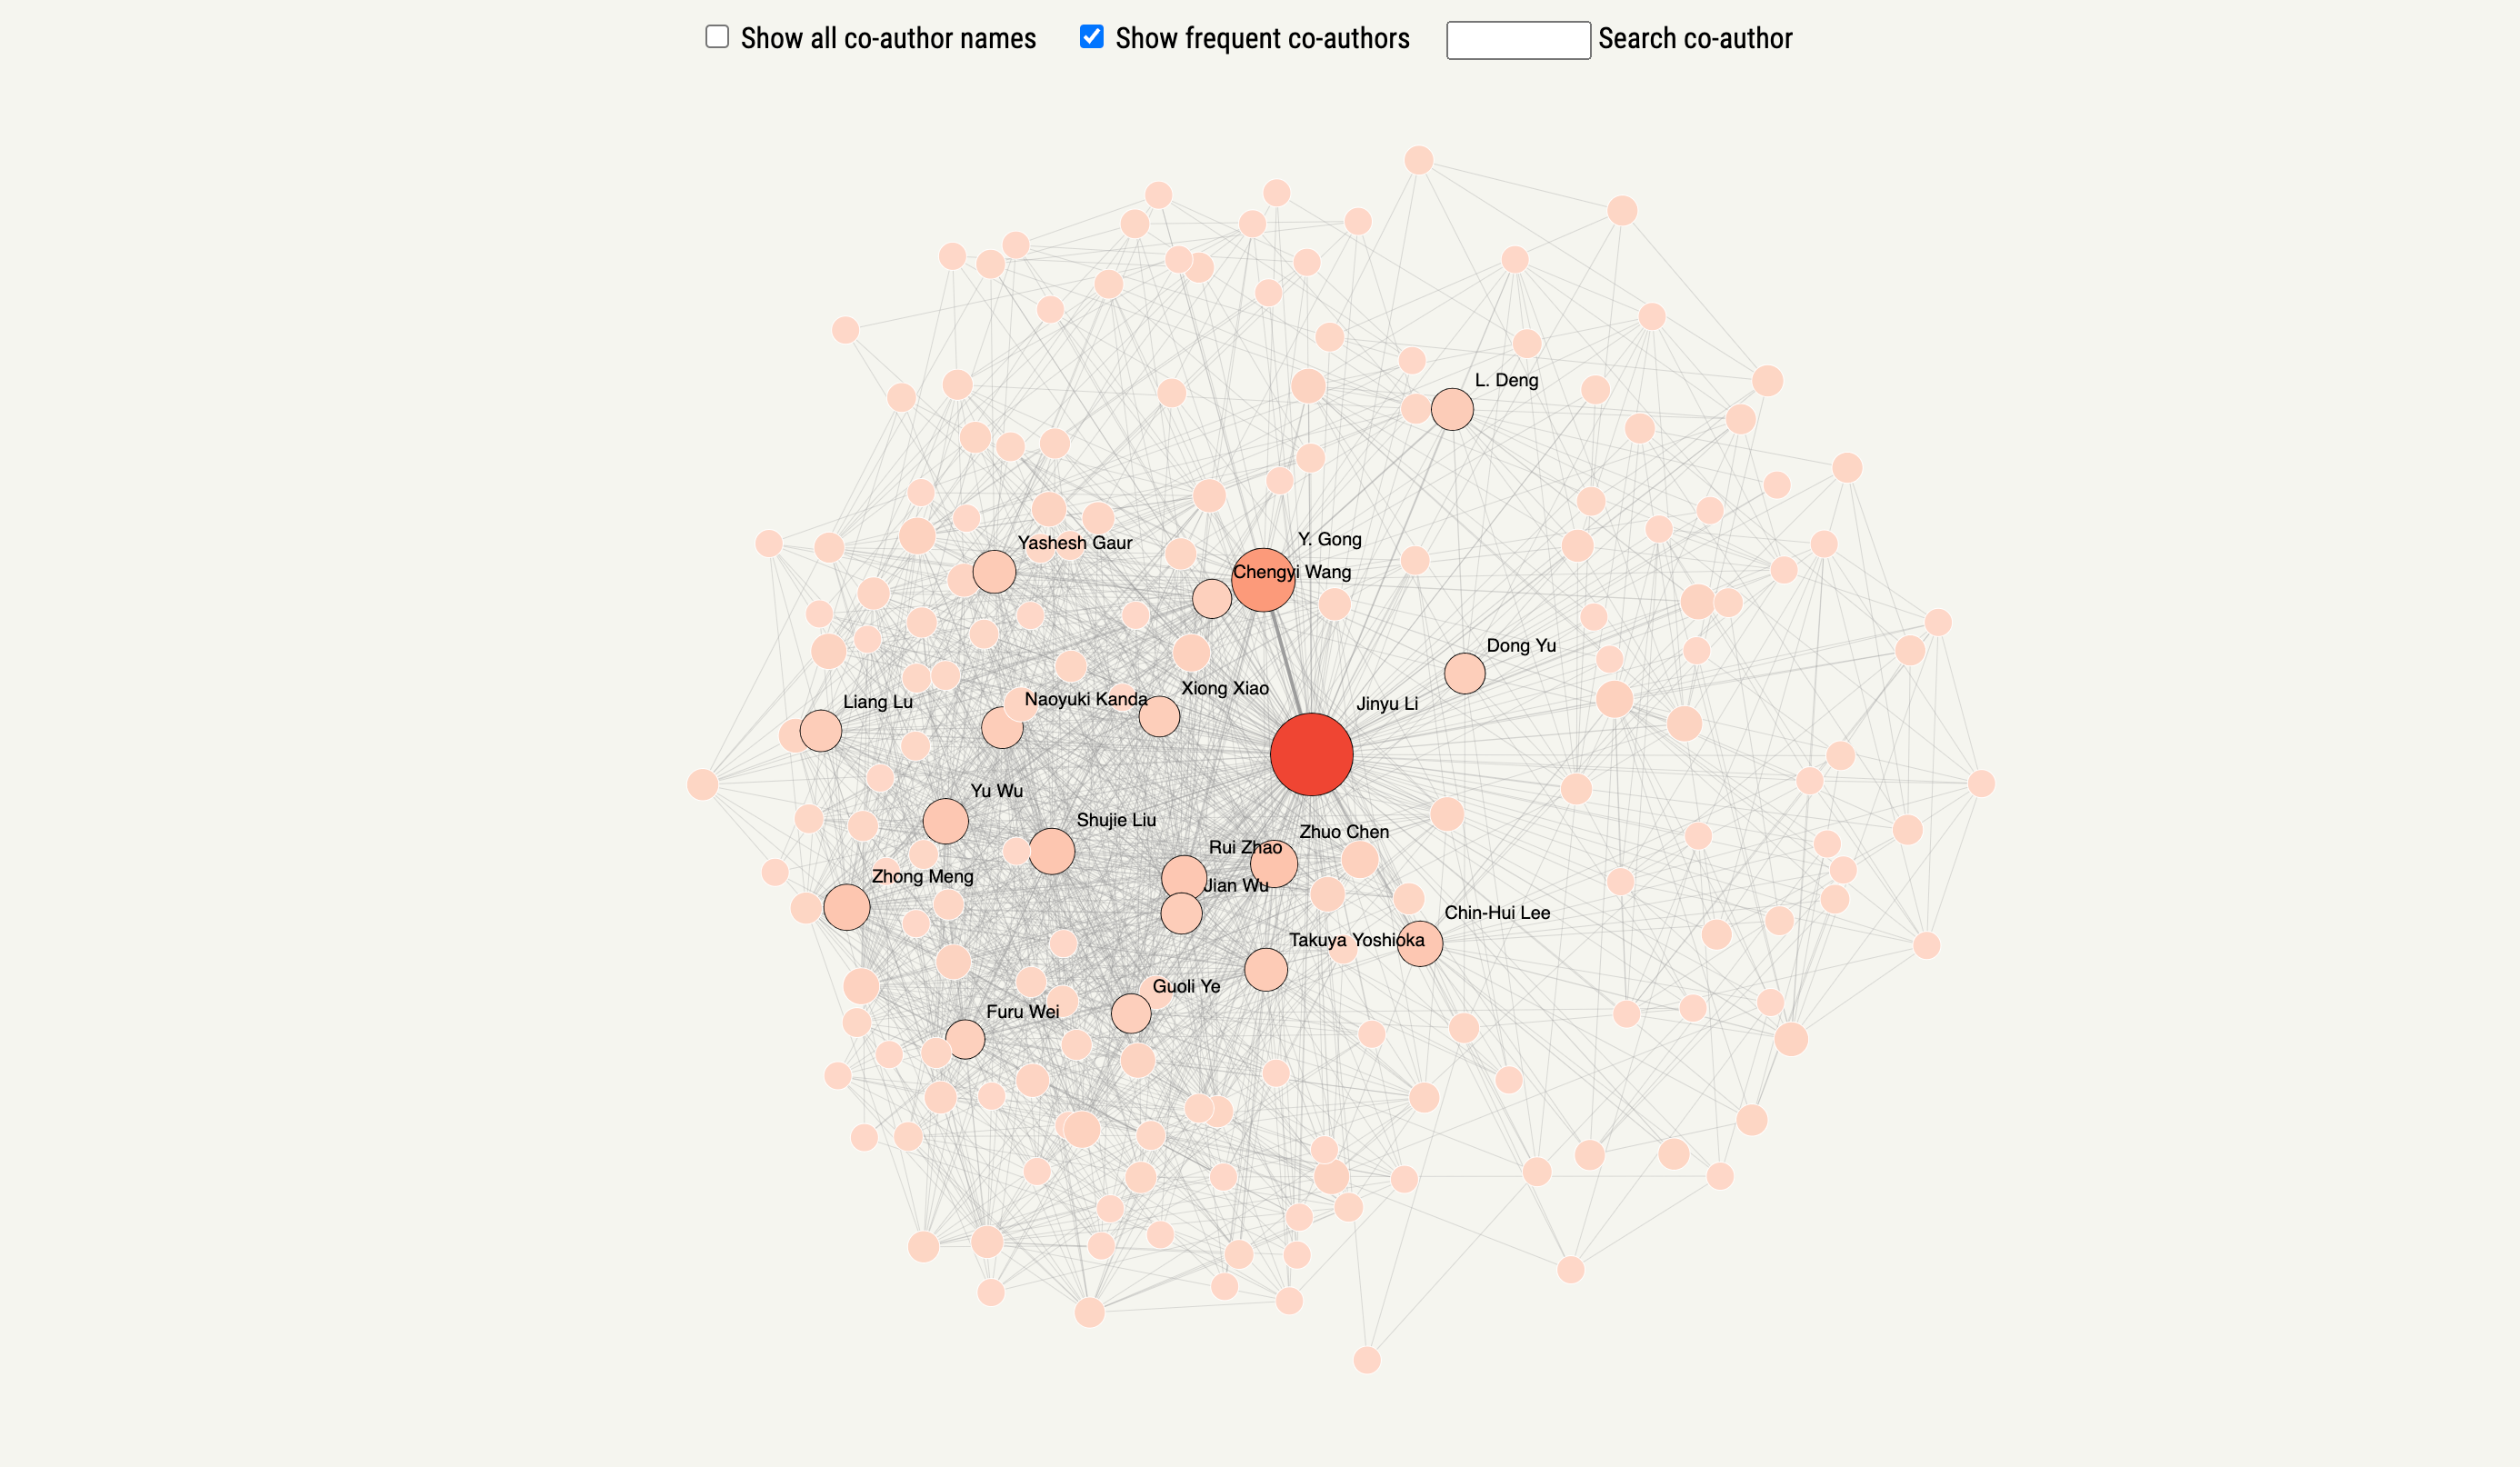 Show all co-author names
Show frequent co-authors
Search co-author
L. Deng
Y. Gong
Yashesh Gaur
Chengyi Wang
Dong Yu
Xiong Xiao
Naoyuki Kanda
Liang Lu
Jinyu Li
Yu Wu
Shujie Liu
Zhuo Chen
Rui Zhao
Zhong Meng
Jian Wu
Chin-Hui Lee
Takuya Yoshioka
Guoli Ye
Furu Wei